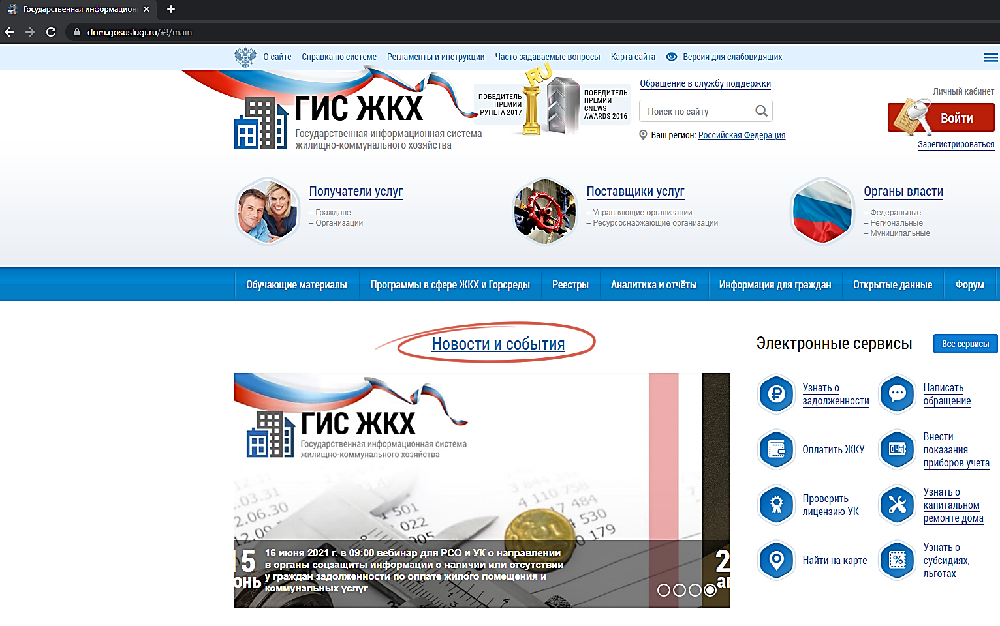 Государственная информацион
dom.gosuslugi.ru/#!/main
О сайте
Справка по системе
Регламенты и инструкции
Часто задаваемые вопросы
Карта сайта
Версия для слабовидящих
ГИС ЖКХ
Государственная информационная система
жилищно-коммунального хозяйства
ПОБЕДИТЕЛЬ
ПРЕМИИ
РУНЕТА 2017
RU
ПОБЕДИТЕЛЬ
ПРЕМИИ
CNEWS
AWARDS 2016
Обращение в службу поддержки
Поиск по сайту
Ваш регион: Российская Федерация
Личный кабинет
Войти
Зарегистрироваться
Получатели услуг
– Граждане
– Организации
Поставщики услуг
– Управляющие организации
– Ресурсоснабжающие организации
Органы власти
– Федеральные
– Региональные
– Муниципальные
Обучающие материалы
Программы в сфере ЖКХ и Горсреды
Реестры
Аналитика и отчёты
Информация для граждан
Открытые данные
Форум
Новости и события
ГИС ЖКХ
Государственная информационная система
жилищно-коммунального хозяйства
16 июня 2021 г. в 09:00 вебинар для РСО и УК о направлении
в органы соцзащиты информации о наличии или отсутствии
у граждан задолженности по оплате жилого помещения и
коммунальных услуг
Электронные сервисы
Все сервисы
Узнать о
задолженности
Написать
обращение
Оплатить ЖКУ
Внести
показания
приборов учета
Проверить
лицензию УК
Узнать о
капитальном
ремонте дома
Найти на карте
Узнать о
субсидиях,
льготах